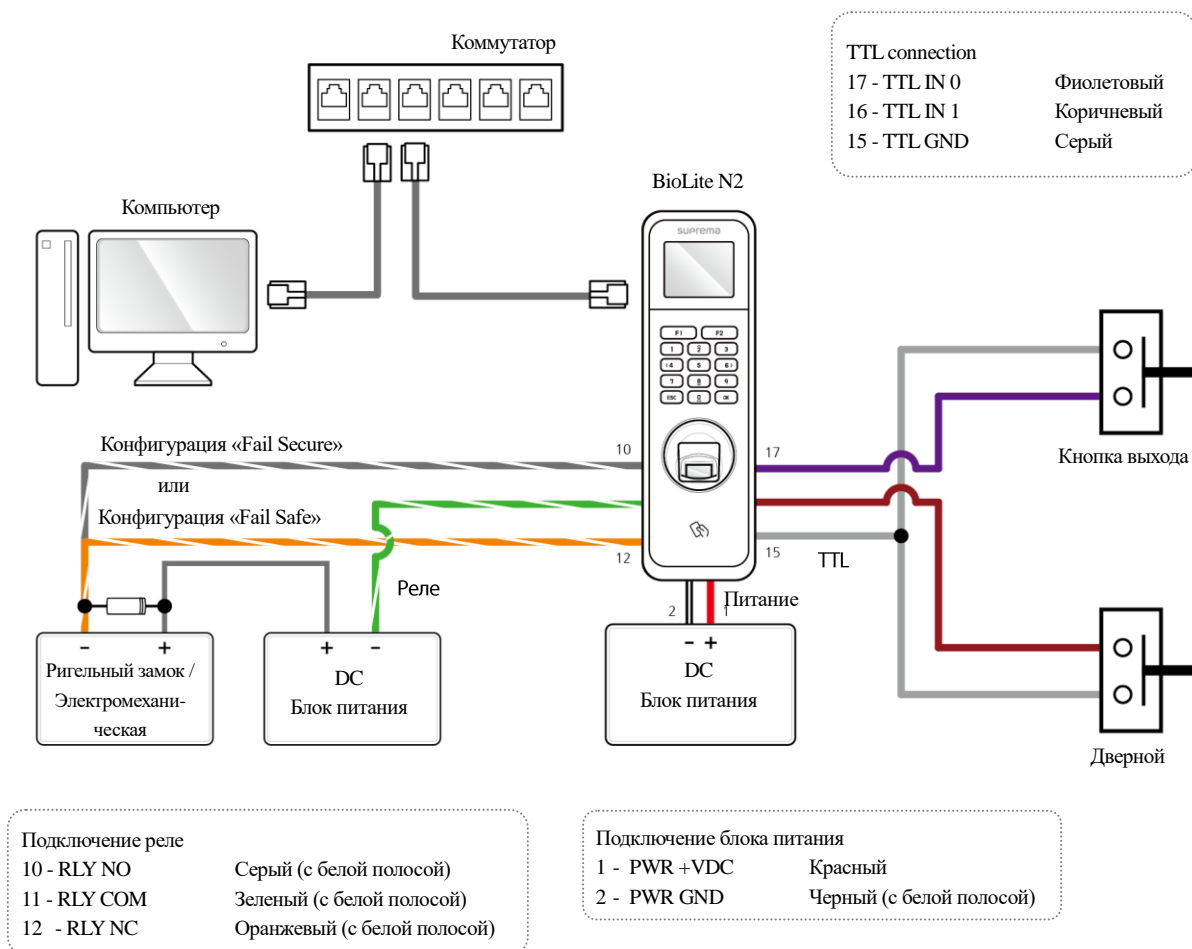 Коммутатор
TTL connection
17 - TTL IN 0 Фиолетовый
16 - TTL IN 1 Коричневый
15 - TTL GND Серый
BioLite N2
Компьютер
suprema
F1 F2
1 2 3
4 5 6
7 8 9
ESC 0 OK
Конфигурация «Fail Secure»
или
Конфигурация «Fail Safe»
10
12
17
15
TTL
Кнопка выхода
Реле
2
Питание
1
- +
+ -
- +
Ригельный замок /
Электромехани-
ческая
DC
Блок питания
DC
Блок питания
Дверной
Подключение реле
10 - RLY NO Серый (с белой полосой)
11 - RLY COM Зеленый (с белой полосой)
12 - RLY NC Оранжевый (с белой полосой)
Подключение блока питания
1 - PWR +VDC Красный
2 - PWR GND Черный (с белой полосой)